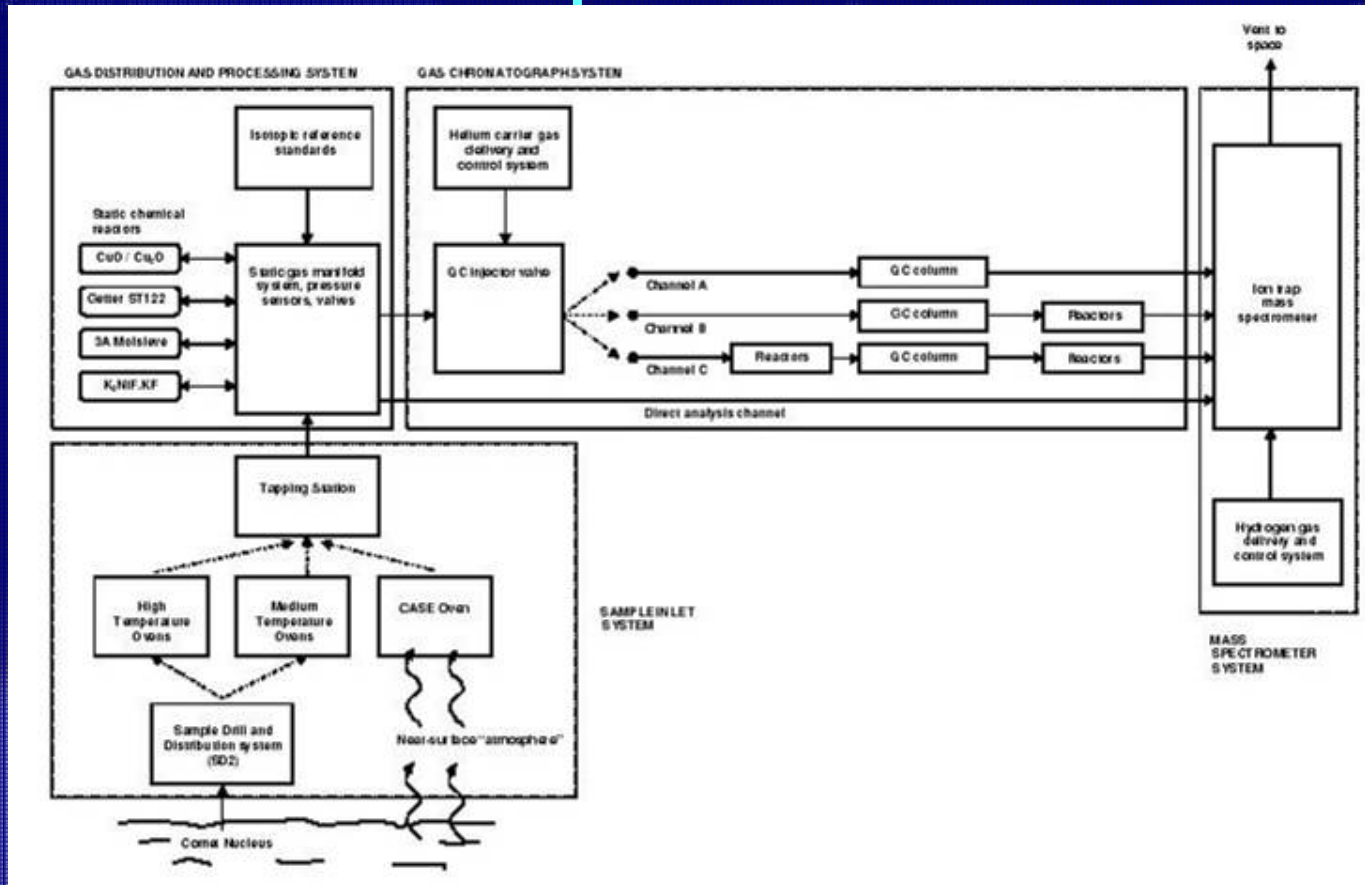 Vent to
space
GAS DISTRIBUTION AND PROCESSING SYSTEM
GAS CHROMATOGRAPH SYSTEM
Isotopic reference
standards
Helium carrier gas
delivery and
control system
Static chemical
reactors
CuO / Cu₂O
Getter ST122
3A Molsieve
K₂NiF.KF
Static gas manifold
system, pressure
sensors, valves
GC injector valve
Channel A
Channel B
Channel C
GC column
GC column
Reactors
Reactors
GC column
Reactors
Ion trap
mass
spectrometer
Direct analysis channel
Tapping Station
Hydrogen gas
delivery and
control system
High
Temperature
Ovens
Medium
Temperature
Ovens
CASE Oven
SAMPLE INLET
SYSTEM
MASS
SPECTROMETER
SYSTEM
Sample Drill and
Distribution system
(SD2)
Near-surface "atmosphere"
Comet Nucleus